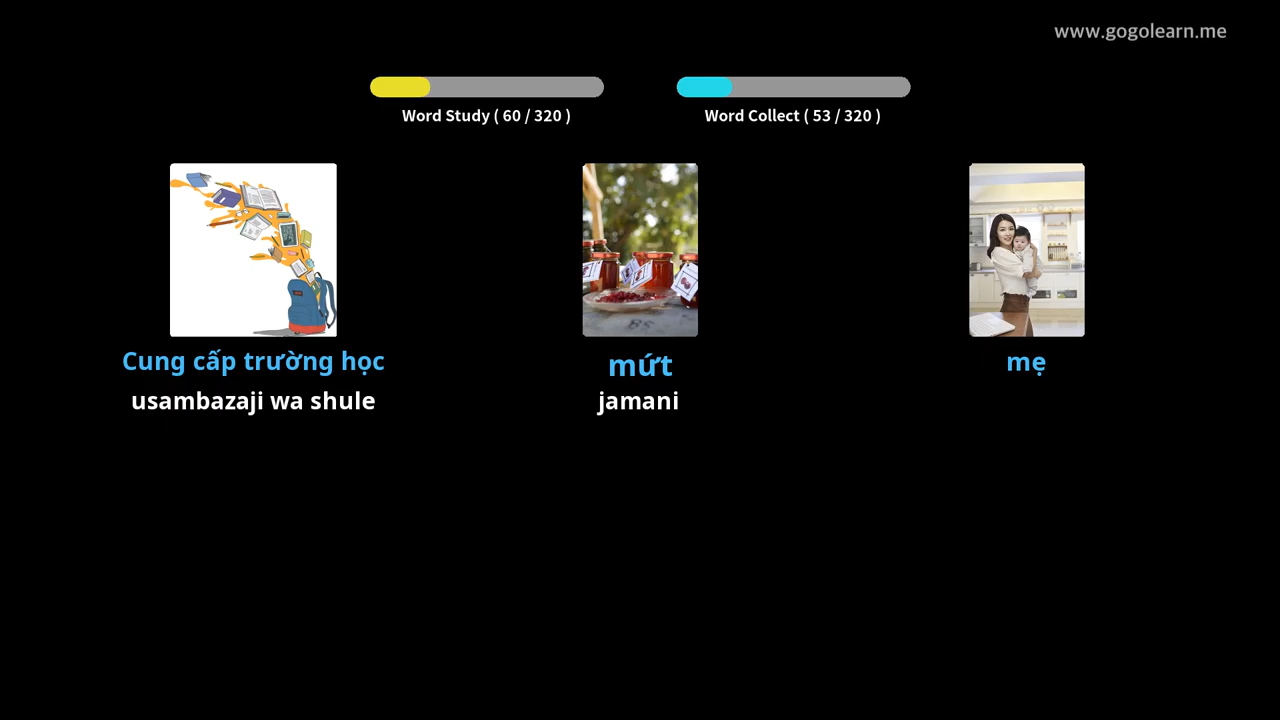 www.gogolearn.me
Word Study ( 60 / 320 )
Word Collect ( 53 / 320 )
Cung cấp trường học
usambazaji wa shule
mứt
jamani
mẹ